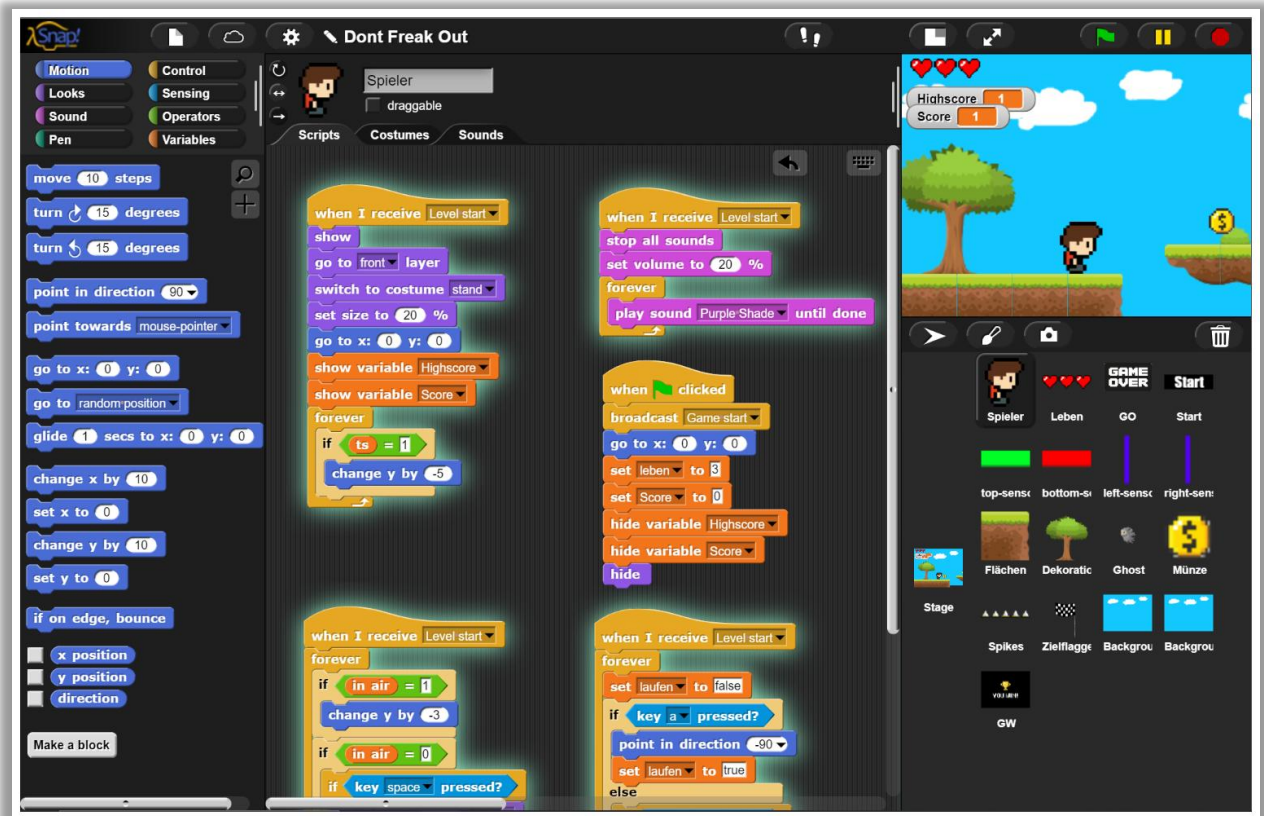 Snap!
Dont Freak Out
Motion
Control
Looks
Sensing
Sound
Operators
Pen
Variables
move 10 steps
turn 15 degrees
turn 15 degrees
point in direction 90
point towards mouse-pointer
go to x: 0 y: 0
go to random position
glide 1 secs to x: 0 y: 0
change x by 10
set x to 0
change y by 10
set y to 0
if on edge, bounce
x position
y position
direction
Make a block
Spieler
draggable
Scripts
Costumes
Sounds
when I receive Level start
show
go to front layer
switch to costume stand
set size to 20 %
go to x: 0 y: 0
show variable Highscore
show variable Score
forever
if ts = 1
change y by -5
when I receive Level start
stop all sounds
set volume to 20 %
forever
play sound Purple Shade until done
when clicked
broadcast Game start
go to x: 0 y: 0
set leben to 3
set Score to 0
hide variable Highscore
hide variable Score
hide
when I receive Level start
forever
if in air = 1
change y by -3
if in air = 0
if key space pressed?
when I receive Level start
forever
set laufen to false
if key a pressed?
point in direction -90
set laufen to true
else
Highscore 1
Score 1
GAME OVER
Start
Spieler
Leben
GO
Start
top-sens
bottom-s
left-senso
right-sen
Flächen
Dekoratio
Ghost
Münze
Stage
Spikes
Zielflagge
Backgrou
Backgrou
GW